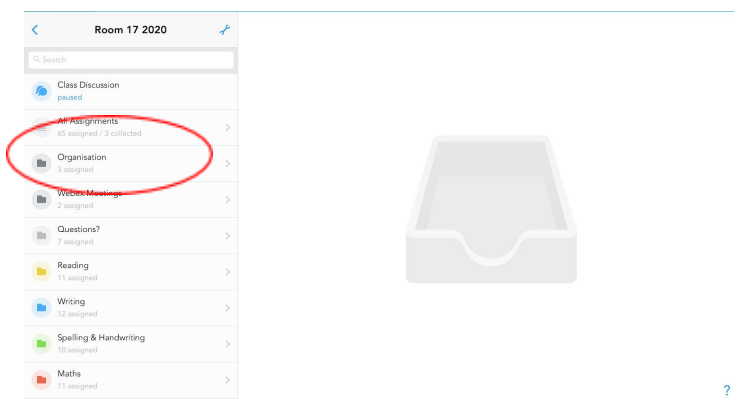 Room 17 2020
Search
Class Discussion
paused
All Assignments
65 assigned / 3 collected
Organisation
3 assigned
Webex Meetings
2 assigned
Questions?
7 assigned
Reading
11 assigned
Writing
12 assigned
Spelling & Handwriting
10 assigned
Maths
11 assigned
?